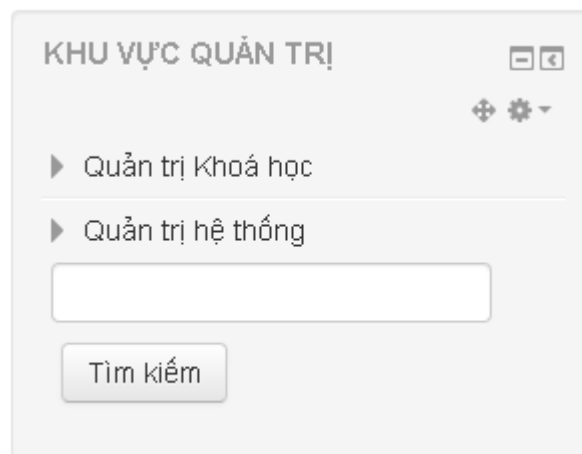 KHU VỰC QUẢN TRỊ
Quản trị Khoá học
Quản trị hệ thống
Tìm kiếm